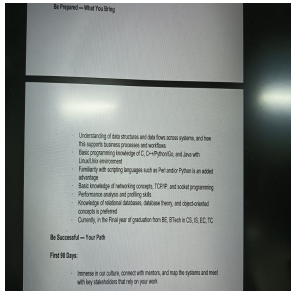 Be Prepared — What You Bring
· Understanding of data structures and data flows across systems, and how
this supports business processes and workflows
· Basic programming knowledge of C, C++/Python/Go, and Java with
Linux/Unix environment
· Familiarity with scripting languages such as Perl and/or Python is an added
advantage
· Basic knowledge of networking concepts, TCP/IP, and socket programming
· Performance analysis and profiling skills
· Knowledge of relational databases, database theory, and object-oriented
concepts is preferred
· Currently, in the Final year of graduation from BE, BTech in CS, IS, EC, TC
Be Successful — Your Path
First 90 Days:
· Immerse in our culture, connect with mentors, and map the systems and meet
with key stakeholders that rely on your work